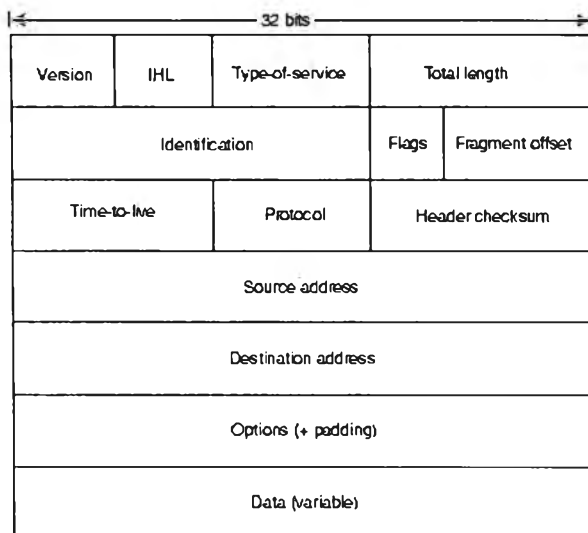 32 bits
Version IHL Type-of-service Total length
Identification Flags Fragment offset
Time-to-live Protocol Header checksum
Source address
Destination address
Options (+ padding)
Data (variable)